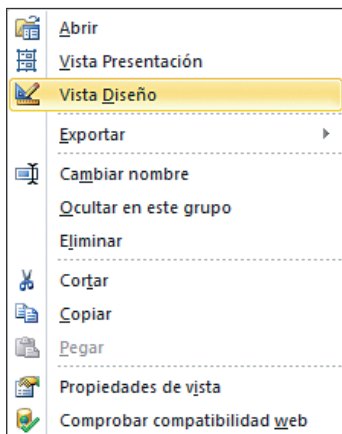 Abrir
Vista Presentación
Vista Diseño
Exportar
Cambiar nombre
Ocultar en este grupo
Eliminar
Cortar
Copiar
Pegar
Propiedades de vista
Comprobar compatibilidad web